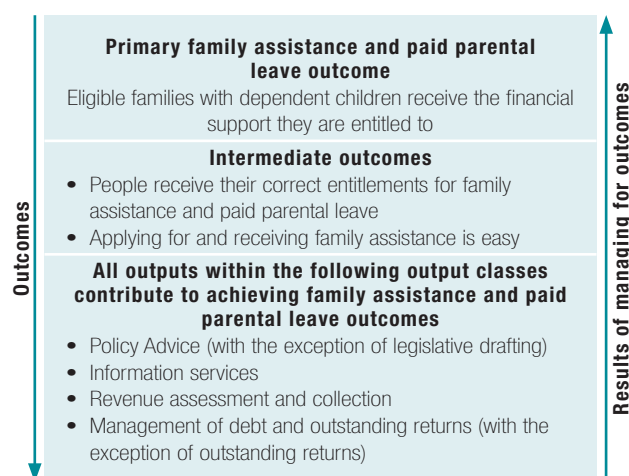 Primary family assistance and paid parental
leave outcome
Eligible families with dependent children receive the financial
support they are entitled to
Intermediate outcomes
• People receive their correct entitlements for family
assistance and paid parental leave
• Applying for and receiving family assistance is easy
All outputs within the following output classes
contribute to achieving family assistance and paid
parental leave outcomes
• Policy Advice (with the exception of legislative drafting)
• Information services
• Revenue assessment and collection
• Management of debt and outstanding returns (with the
exception of outstanding returns)
Outcomes
Results of managing for outcomes